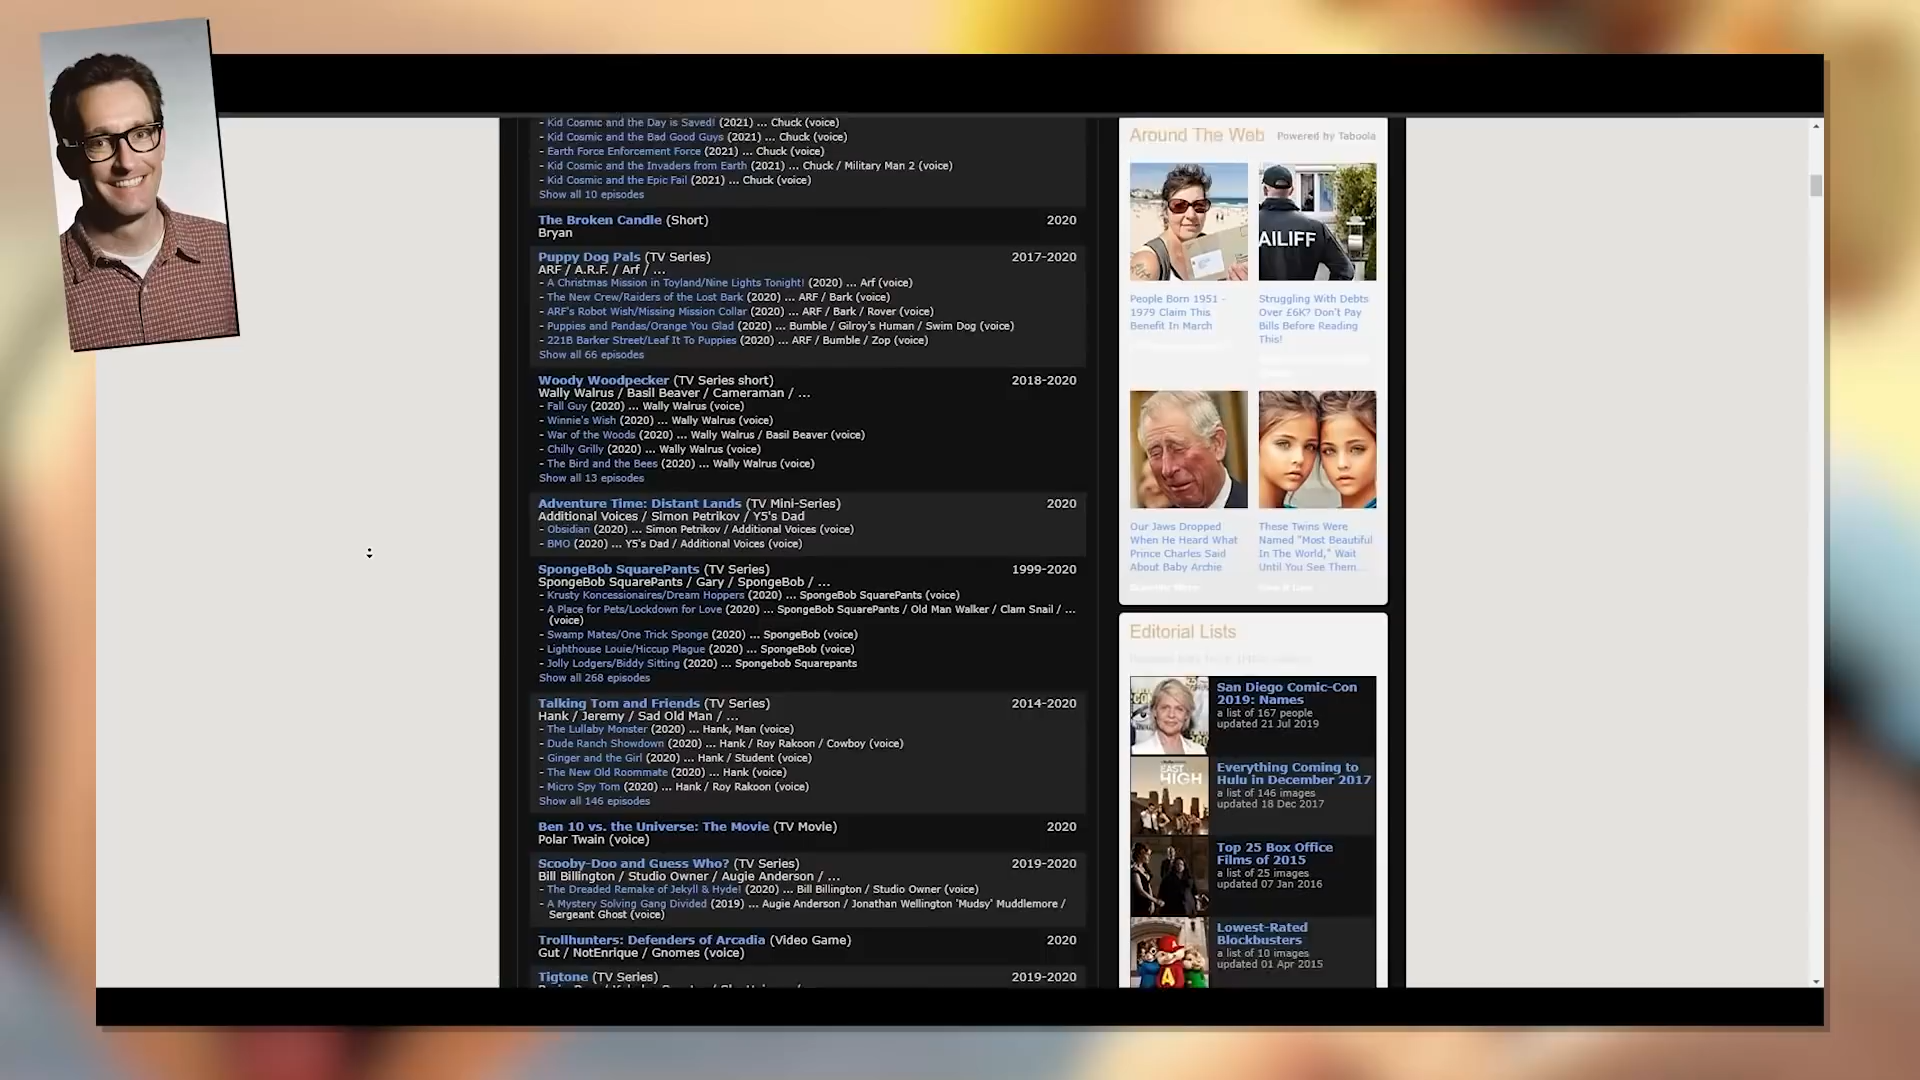 - Kid Cosmic and the Day is Saved! (2021) ... Chuck (voice)
- Kid Cosmic and the Bad Good Guys (2021) ... Chuck (voice)
- Earth Force Enforcement Force (2021) ... Chuck (voice)
- Kid Cosmic and the Invaders from Earth (2021) ... Chuck / Military Man 2 (voice)
- Kid Cosmic and the Epic Fail (2021) ... Chuck (voice)
Show all 10 episodes
The Broken Candle (Short) 2020
Bryan
Puppy Dog Pals (TV Series) 2017-2020
ARF / A.R.F. / Arf / ...
- A Christmas Mission in Toyland/Nine Lights Tonight! (2020) ... Arf (voice)
- The New Crew/Raiders of the Lost Bark (2020) ... ARF / Bark (voice)
- ARF's Robot Wish/Missing Mission Collar (2020) ... ARF / Bark / Rover (voice)
- Puppies and Pandas/Orange You Glad (2020) ... Bumble / Gilroy's Human / Swim Dog (voice)
- 221B Barker Street/Leaf It To Puppies (2020) ... ARF / Bumble / Zop (voice)
Show all 66 episodes
Woody Woodpecker (TV Series short) 2018-2020
Wally Walrus / Basil Beaver / Cameraman / ...
- Fall Guy (2020) ... Wally Walrus (voice)
- Winnie's Wish (2020) ... Wally Walrus (voice)
- War of the Woods (2020) ... Wally Walrus / Basil Beaver (voice)
- Chilly Grilly (2020) ... Wally Walrus (voice)
- The Bird and the Bees (2020) ... Wally Walrus (voice)
Show all 13 episodes
Adventure Time: Distant Lands (TV Mini-Series) 2020
Additional Voices / Simon Petrikov / Y5's Dad
- Obsidian (2020) ... Simon Petrikov / Additional Voices (voice)
- BMO (2020) ... Y5's Dad / Additional Voices (voice)
SpongeBob SquarePants (TV Series) 1999-2020
SpongeBob SquarePants / Gary / SpongeBob / ...
- Krusty Koncessionaires/Dream Hoppers (2020) ... SpongeBob SquarePants (voice)
- A Place for Pets/Lockdown for Love (2020) ... SpongeBob SquarePants / Old Man Walker / Clam Snail / ...
(voice)
- Swamp Mates/One Trick Sponge (2020) ... SpongeBob (voice)
- Lighthouse Louie/Hiccup Plague (2020) ... SpongeBob (voice)
- Jolly Lodgers/Biddy Sitting (2020) ... Spongebob Squarepants
Show all 268 episodes
Talking Tom and Friends (TV Series) 2014-2020
Hank / Jeremy / Sad Old Man / ...
- The Lullaby Monster (2020) ... Hank, Man (voice)
- Dude Ranch Showdown (2020) ... Hank / Roy Rakoon / Cowboy (voice)
- Ginger and the Girl (2020) ... Hank / Student (voice)
- The New Old Roommate (2020) ... Hank (voice)
- Micro Spy Tom (2020) ... Hank / Roy Rakoon (voice)
Show all 146 episodes
Ben 10 vs. the Universe: The Movie (TV Movie) 2020
Polar Twain (voice)
Scooby-Doo and Guess Who? (TV Series) 2019-2020
Bill Billington / Studio Owner / Augie Anderson / ...
- The Dreaded Remake of Jekyll & Hyde! (2020) ... Bill Billington / Studio Owner (voice)
- A Mystery Solving Gang Divided (2019) ... Augie Anderson / Jonathan Wellington 'Mudsy' Muddlemore /
Sergeant Ghost (voice)
Trollhunters: Defenders of Arcadia (Video Game) 2020
Gut / NotEnrique / Gnomes (voice)
Tigtone (TV Series) 2019-2020
Around The Web Powered by Taboola
AILIFF
People Born 1951 -
1979 Claim This
Benefit In March
Struggling With Debts
Over £6K? Don't Pay
Bills Before Reading
This!
Our Jaws Dropped
When He Heard What
Prince Charles Said
About Baby Archie
These Twins Were
Named "Most Beautiful
In The World," Wait
Until You See Them...
Editorial Lists
San Diego Comic-Con
2019: Names
a list of 167 people
updated 21 Jul 2019
EAST
HIGH
Everything Coming to
Hulu in December 2017
a list of 146 images
updated 18 Dec 2017
Top 25 Box Office
Films of 2015
a list of 25 images
updated 07 Jan 2016
Lowest-Rated
Blockbusters
a list of 10 images
updated 01 Apr 2015
A